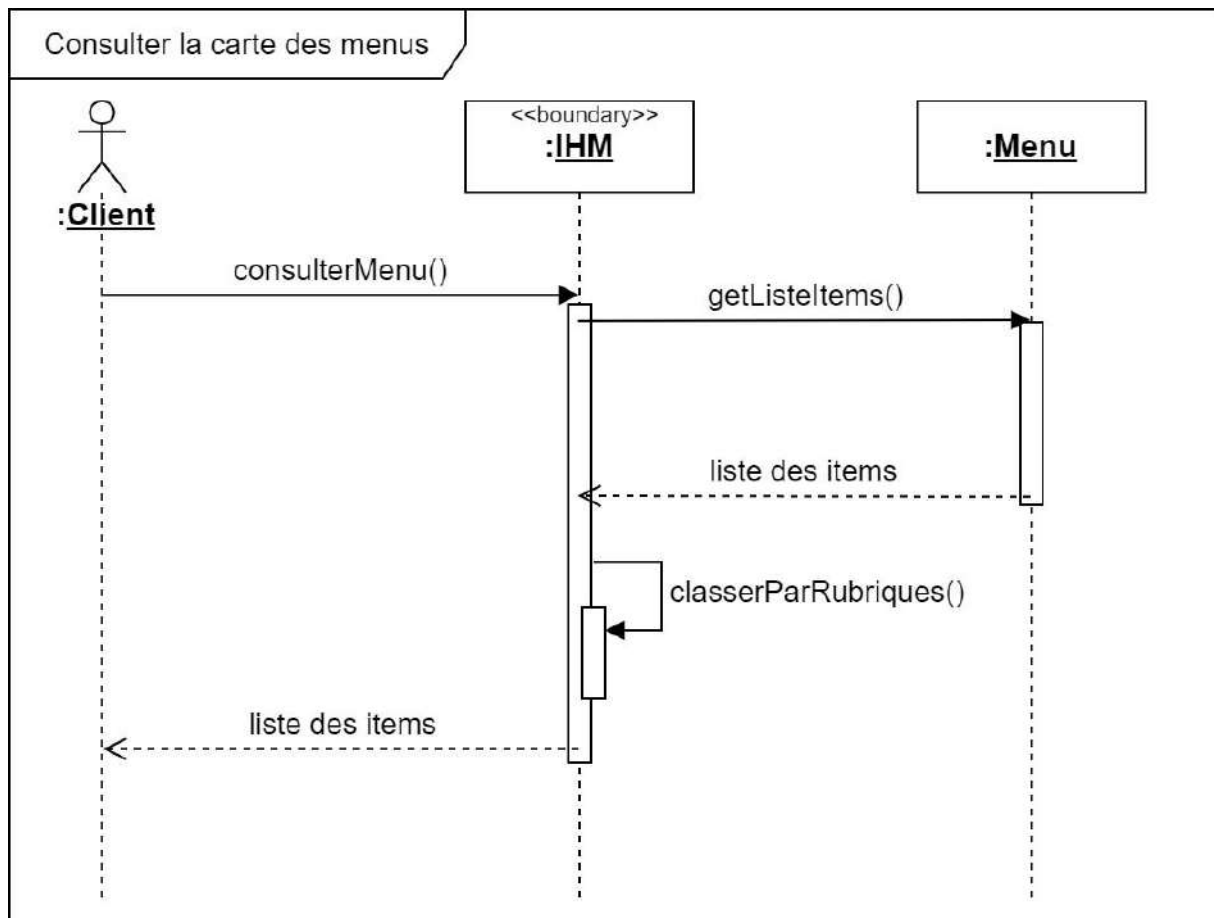 Consulter la carte des menus
<<boundary>>
:IHM
:Menu
:Client
consulterMenu()
getListeItems()
liste des items
classerParRubriques()
liste des items